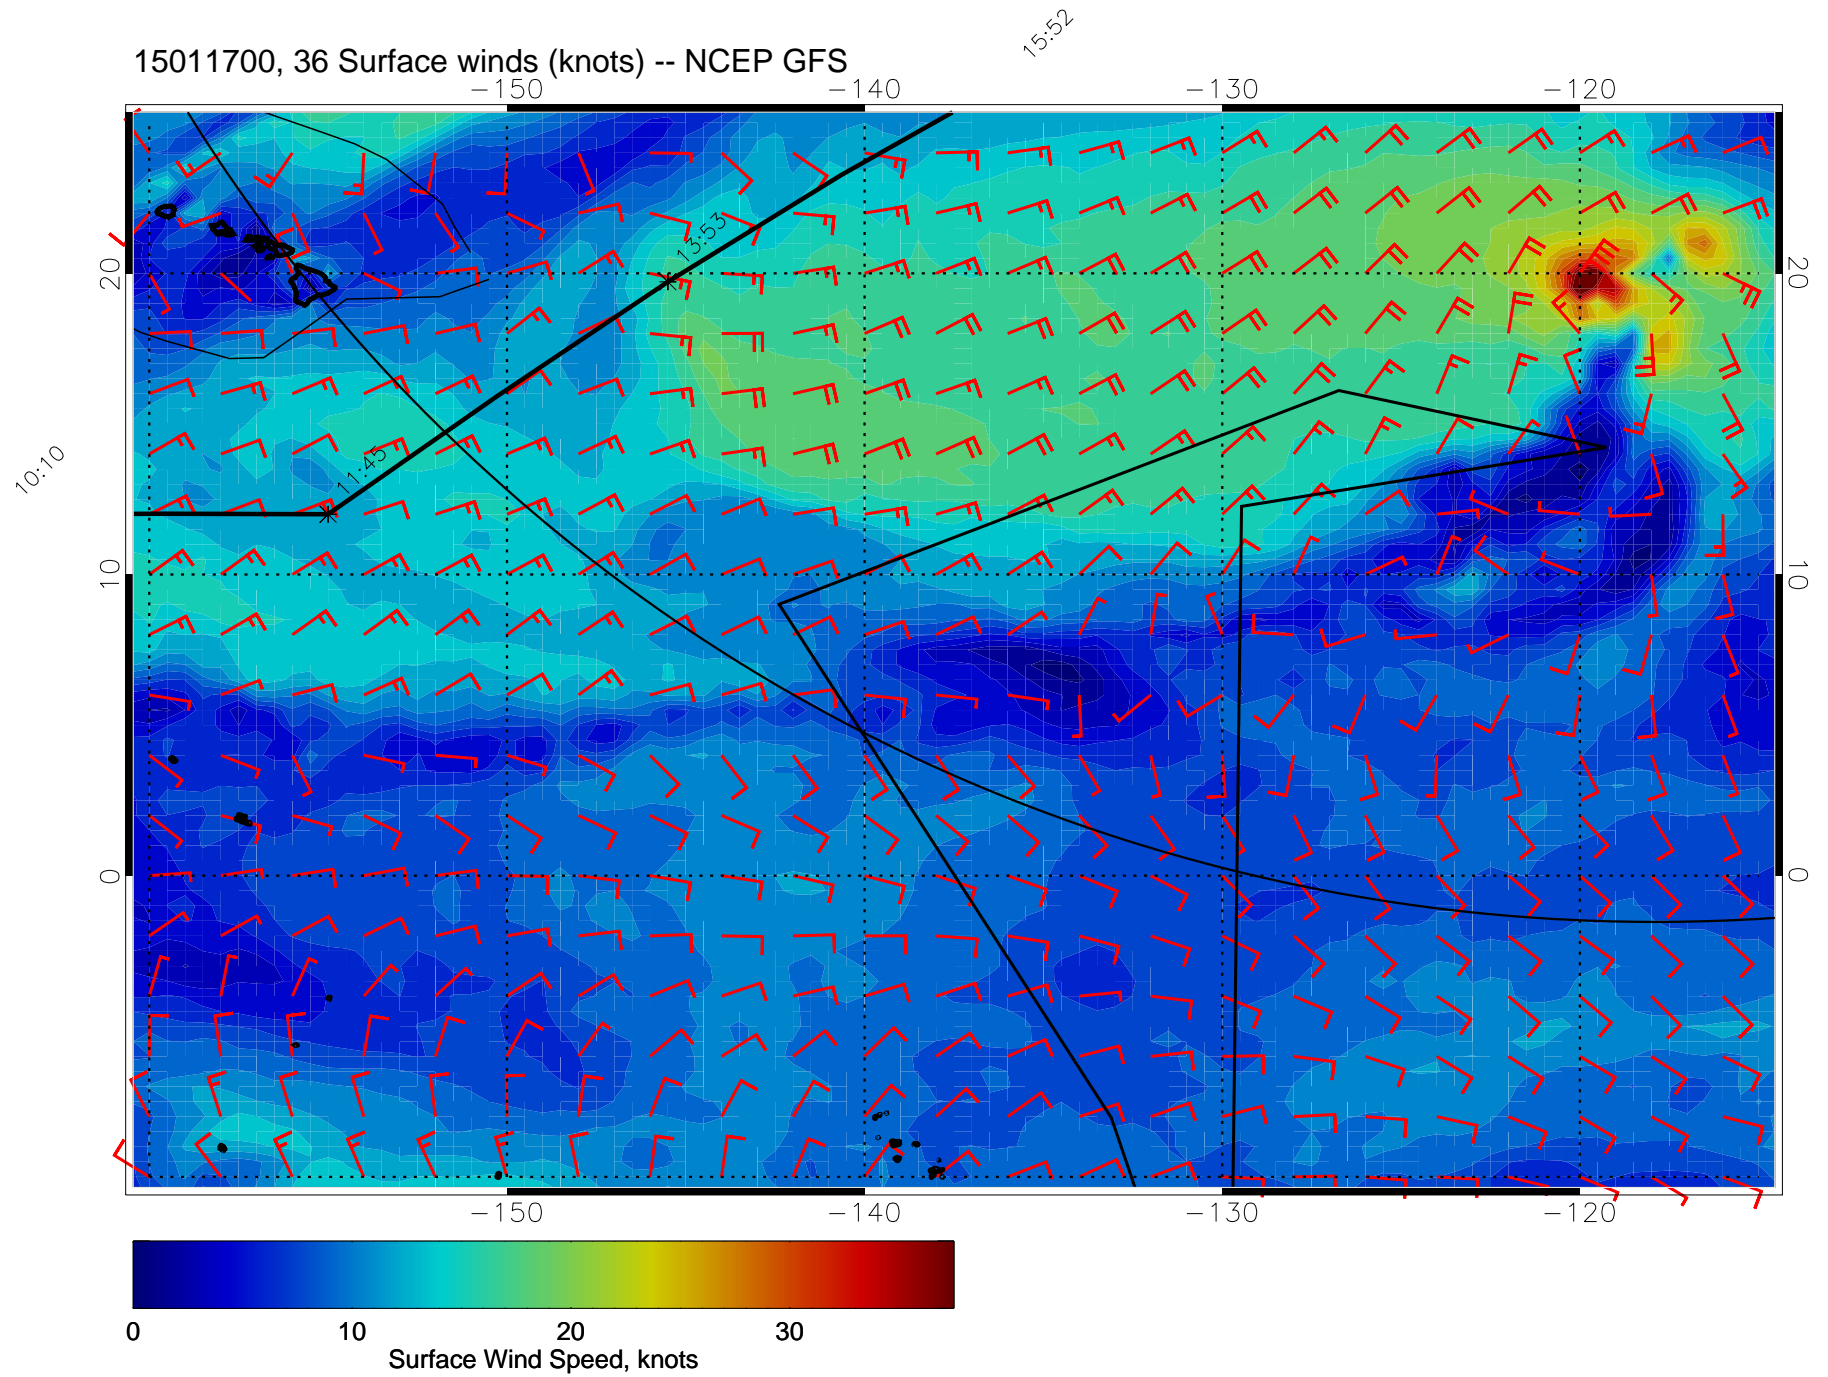 15:52
15011700, 36 Surface winds (knots) -- NCEP GFS
-150 -140 -130 -120
13:53
20 20
11:45
10:10
10 10
0 0
-150 -140 -130 -120
0 10 20 30
Surface Wind Speed, knots